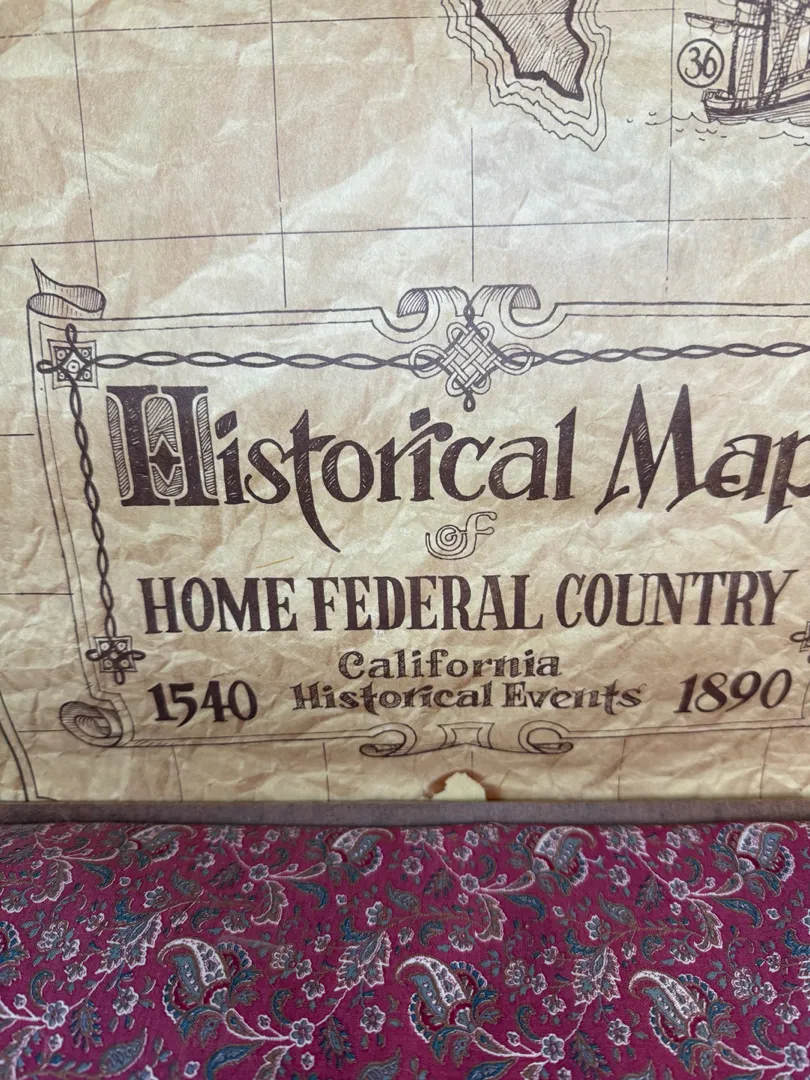 36
Historical Map
of
HOME FEDERAL COUNTRY
California
1540 Historical Events 1890